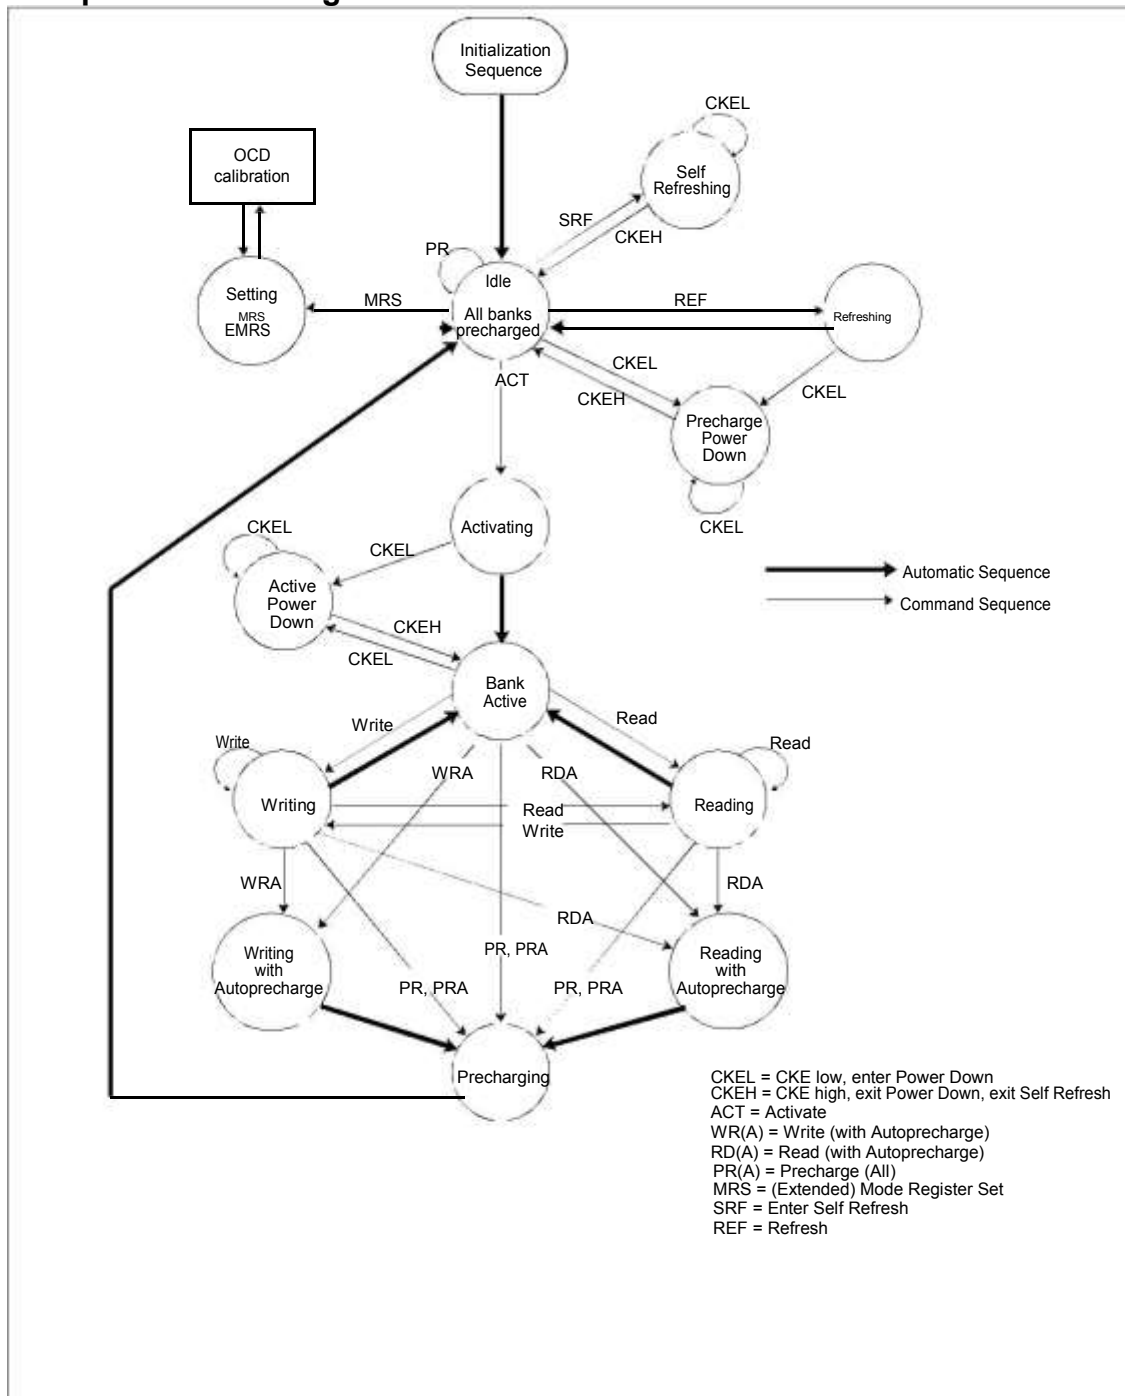 Initialization
Sequence
CKEL
OCD
calibration
Self
Refreshing
SRF
CKEH
PR
Idle
Setting
MRS
EMRS
MRS
All banks
precharged
REF
Refreshing
CKEL
ACT
CKEH
CKEL
Precharge
Power
Down
CKEL
Activating
CKEL
CKEL
Active
Power
Down
Automatic Sequence
Command Sequence
CKEH
CKEL
Bank
Active
Write
Read
Write
WRA
RDA
Read
Writing
Read
Write
Reading
WRA
RDA
RDA
Writing
with
Autoprecharge
PR, PRA
Reading
with
Autoprecharge
PR, PRA
PR, PRA
Precharging
CKEL = CKE low, enter Power Down
CKEH = CKE high, exit Power Down, exit Self Refresh
ACT = Activate
WR(A) = Write (with Autoprecharge)
RD(A) = Read (with Autoprecharge)
PR(A) = Precharge (All)
MRS = (Extended) Mode Register Set
SRF = Enter Self Refresh
REF = Refresh